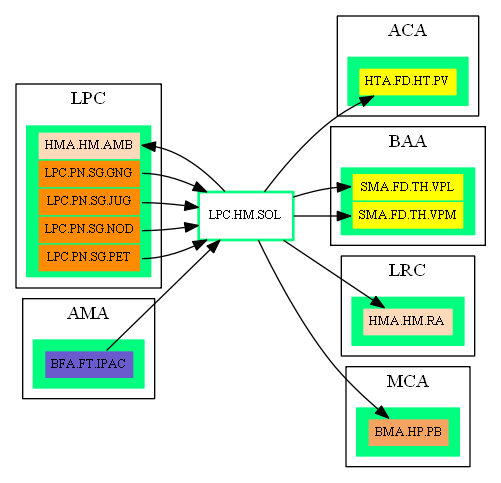 LPC
HMA.HM.AMB
LPC.PN.SG.GNG
LPC.PN.SG.JUG
LPC.PN.SG.NOD
LPC.PN.SG.PET
AMA
BFA.FT.IPAC
LPC.HM.SOL
ACA
HTA.FD.HT.PV
BAA
SMA.FD.TH.VPL
SMA.FD.TH.VPM
LRC
HMA.HM.RA
MCA
BMA.HP.PB